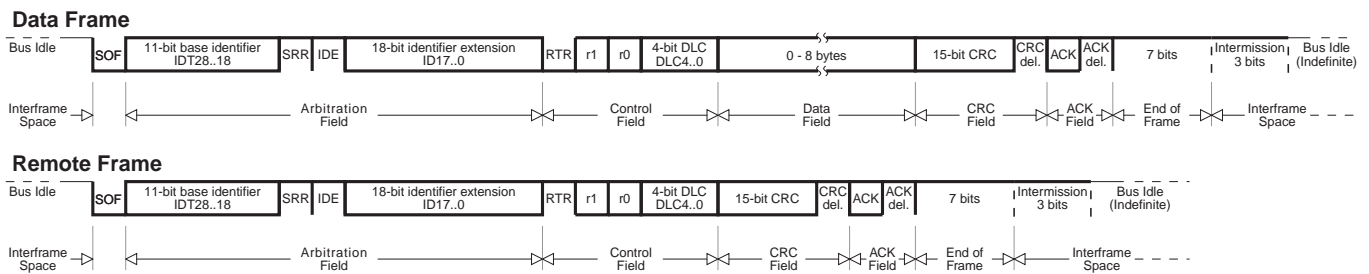 Data Frame
Bus Idle SOF 11-bit base identifier IDT28..18 SRR IDE 18-bit identifier extension ID17..0 RTR r1 r0 4-bit DLC DLC4..0 0 - 8 bytes 15-bit CRC CRC del. ACK ACK del. 7 bits Intermission 3 bits Bus Idle (Indefinite)
Interframe Space Arbitration Field Control Field Data Field CRC Field ACK Field End of Frame Interframe Space
Remote Frame
Bus Idle SOF 11-bit base identifier IDT28..18 SRR IDE 18-bit identifier extension ID17..0 RTR r1 r0 4-bit DLC DLC4..0 15-bit CRC CRC del. ACK ACK del. 7 bits Intermission 3 bits Bus Idle (Indefinite)
Interframe Space Arbitration Field Control Field CRC Field ACK Field End of Frame Interframe Space